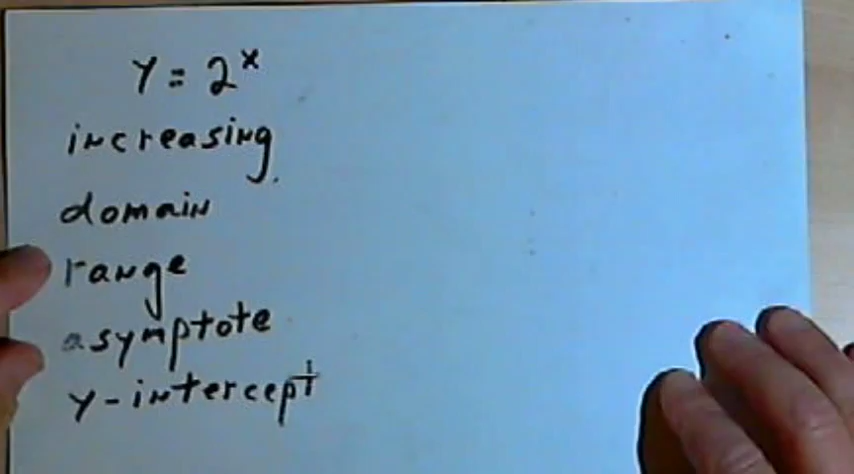 y = 2^x
increasing
domain
range
asymptote
y-intercept